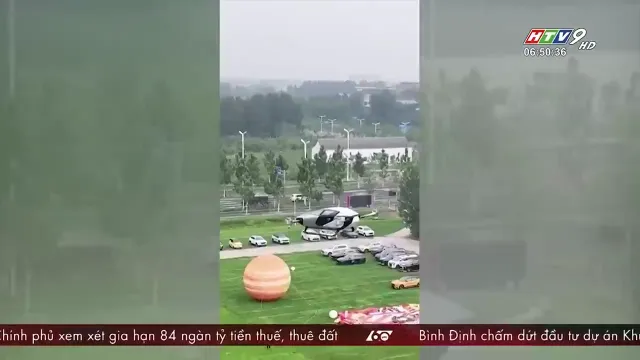 HTV9 HD
06:50:36
Chính phủ xem xét gia hạn 84 ngàn tỷ tiền thuế, thuê đất 60 Bình Định chấm dứt đầu tư dự án